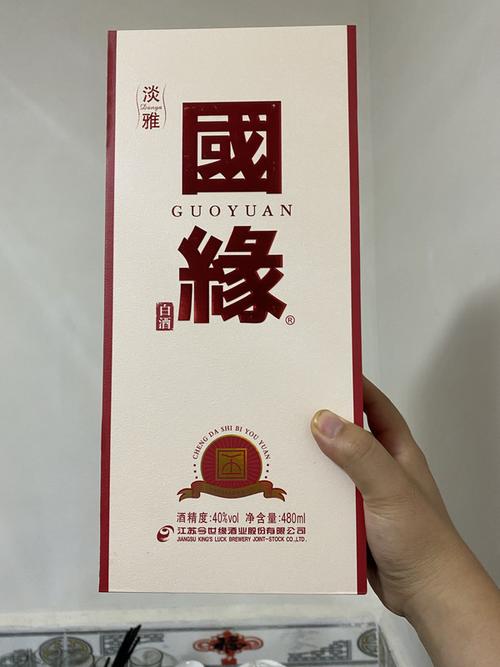 淡雅
Danya
國
GUOYUAN
緣®
白酒
CHENG DA SHI BI YOU YUAN
酒精度:40%vol 净含量:480ml
江苏今世缘酒业股份有限公司
JIANGSU KING'S LUCK BREWERY JOINT-STOCK CO.,LTD.